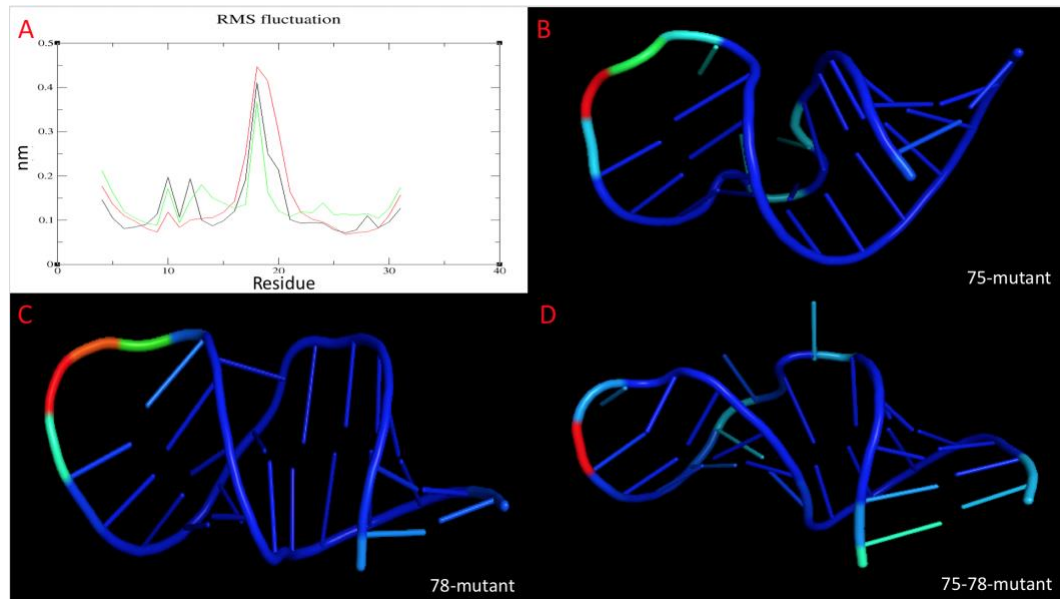 A
RMS fluctuation
0.5
0.4
0.3
0.2
0.1
0
nm
0
10
20
30
40
Residue
B
75-mutant
C
78-mutant
D
75-78-mutant